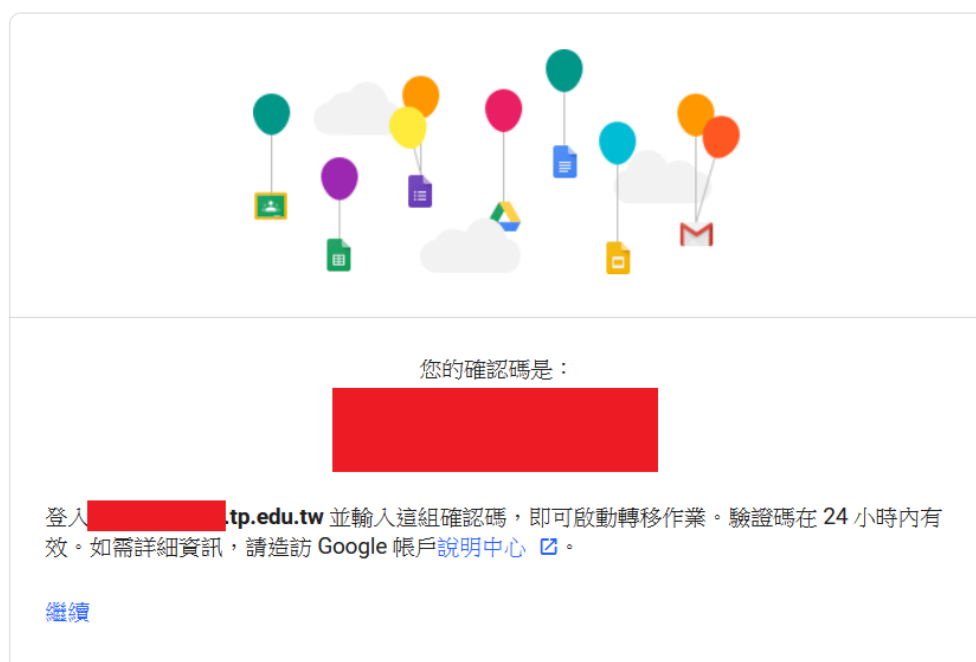 您的確認碼是：
登入 .tp.edu.tw 並輸入這組確認碼，即可啟動轉移作業。驗證碼在 24 小時內有
效。如需詳細資訊，請造訪 Google 帳戶說明中心。
繼續